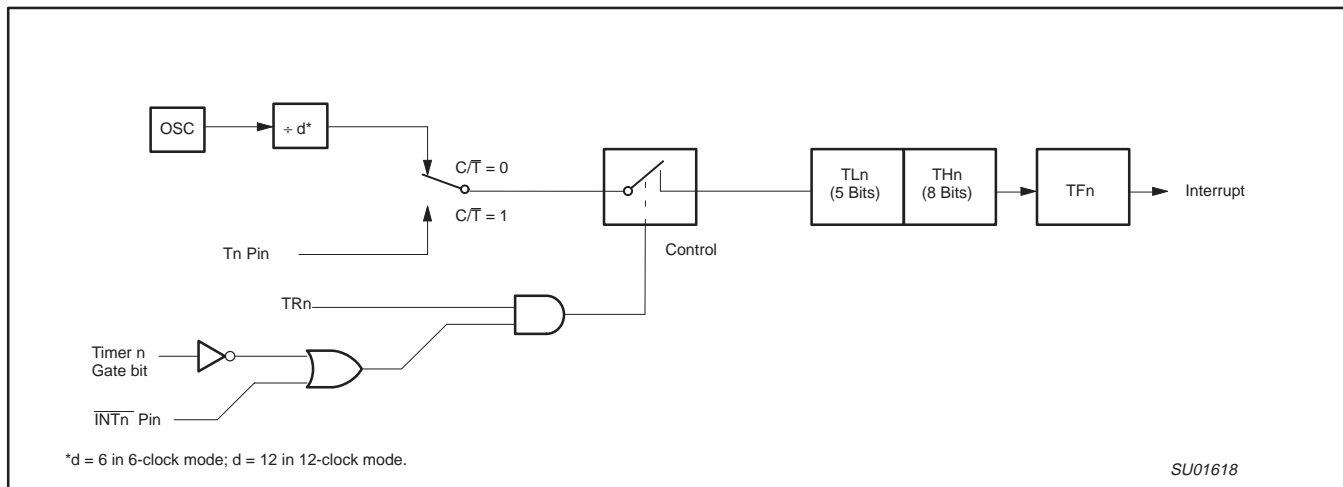 OSC
÷ d*
C/T̅ = 0
C/T̅ = 1
Tn Pin
Control
TLn
(5 Bits)
THn
(8 Bits)
TFn
Interrupt
TRn
Timer n
Gate bit
I̅N̅T̅n̅ Pin
*d = 6 in 6-clock mode; d = 12 in 12-clock mode.
SU01618